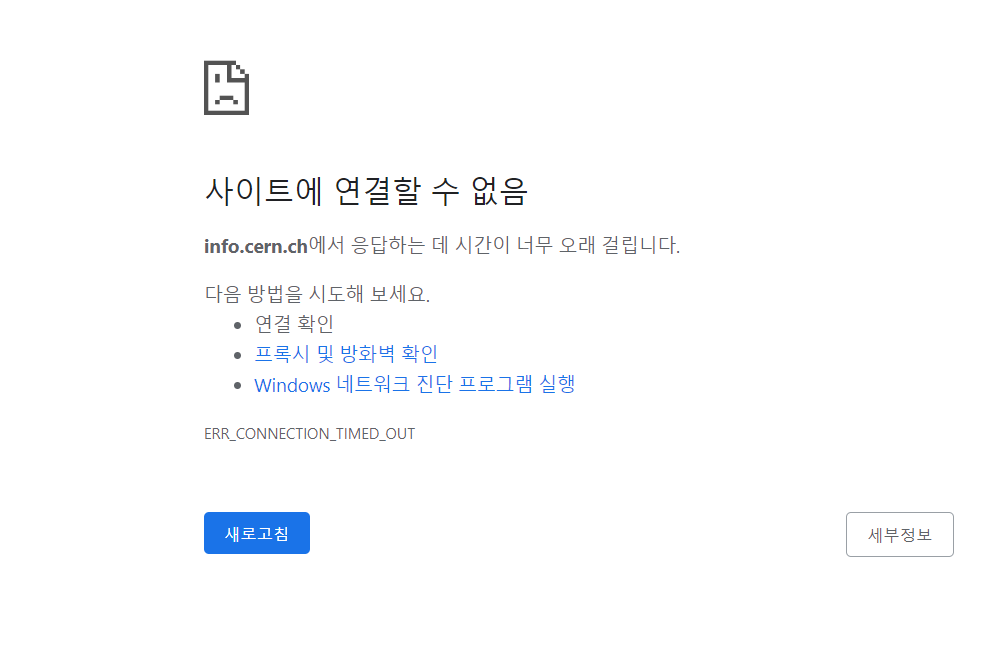 사이트에 연결할 수 없음
info.cern.ch에서 응답하는 데 시간이 너무 오래 걸립니다.
다음 방법을 시도해 보세요.
연결 확인
프록시 및 방화벽 확인
Windows 네트워크 진단 프로그램 실행
ERR_CONNECTION_TIMED_OUT
새로고침
세부정보